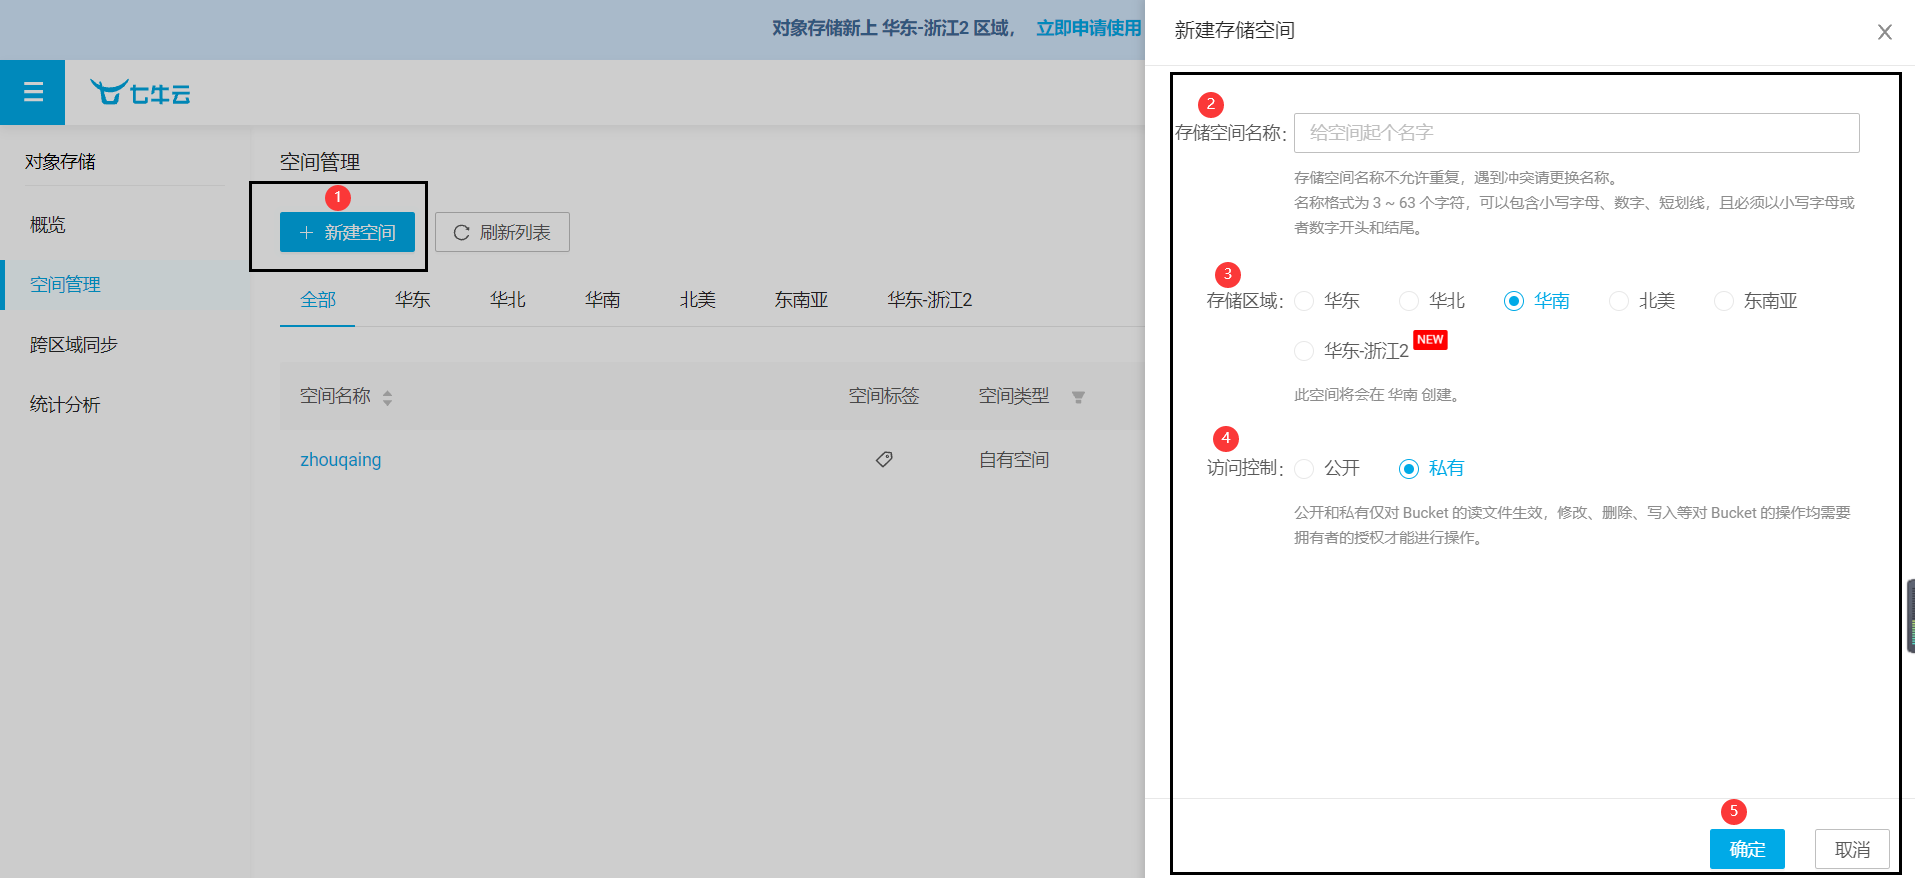 对象存储新上 华东-浙江2 区域， 立即申请使用
七牛云
对象存储
概览
空间管理
跨区域同步
统计分析
空间管理
1
新建空间
刷新列表
全部 华东 华北 华南 北美 东南亚 华东-浙江2
空间名称 空间标签 空间类型
zhouqaing 自有空间
新建存储空间
2
存储空间名称: 给空间起个名字
存储空间名称不允许重复，遇到冲突请更换名称。
名称格式为 3 ~ 63 个字符，可以包含小写字母、数字、短划线，且必须以小写字母或
者数字开头和结尾。
3
存储区域: 华东 华北 华南 北美 东南亚
华东-浙江2 NEW
此空间将会在 华南 创建。
4
访问控制: 公开 私有
公开和私有仅对 Bucket 的读文件生效，修改、删除、写入等对 Bucket 的操作均需要
拥有者的授权才能进行操作。
5
确定 取消